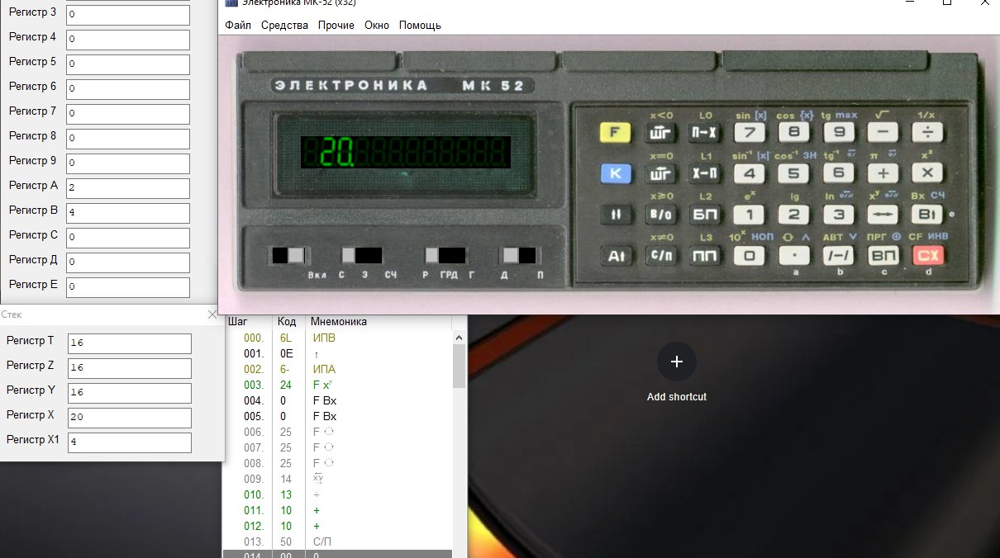 Электроника МК-52 (x32)
Файл Средства Прочие Окно Помощь
Регистр 3 0
Регистр 4 0
Регистр 5 0
Регистр 6 0
Регистр 7 0
Регистр 8 0
Регистр 9 0
Регистр A 2
Регистр B 4
Регистр C 0
Регистр Д 0
Регистр E 0
Стек
Регистр T 16
Регистр Z 16
Регистр Y 16
Регистр X 20
Регистр X1 4
ЭЛЕКТРОНИКА МК 52
20.
Вкл С З СЧ Р ГРД Г Д П
x<0 L0 sin [x] cos {x} tg max √ 1/x
F ШГ П→X 7 8 9 − ÷
x=0 L1 sin⁻¹ |x| cos⁻¹ ЗН tg⁻¹ π x²
К ШГ X→П 4 5 6 + ×
x≥0 L2 eˣ lg ln xʸ Вx СЧ
↑↓ В/О БП 1 2 3 ↔ В↑ e
x≠0 L3 10ˣ НОП ∧ АВТ ∨ ПРГ ⊕ CF ИНВ
А↑ С/П ПП 0 · /−/ ВП СX
a b c d
Шаг Код Мнемоника
000. 6L ИПВ
001. 0E ↑
002. 6- ИПА
003. 24 F xʸ
004. 0 F Вx
005. 0 F Вx
006. 25 F
007. 25 F
008. 25 F
009. 14 xy
010. 13 ÷
011. 10 +
012. 10 +
013. 50 С/П
014. 00 0
Add shortcut